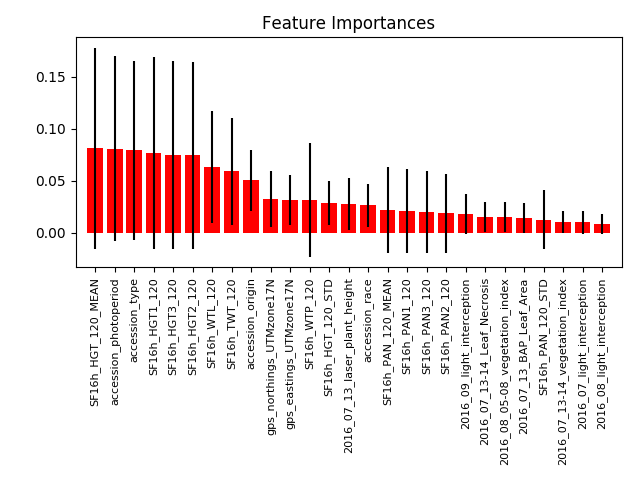 Feature Importances
0.15
0.10
0.05
0.00
SF16h_HGT_120_MEAN
accession_photoperiod
accession_type
SF16h_HGT1_120
SF16h_HGT3_120
SF16h_HGT2_120
SF16h_WTL_120
SF16h_TWT_120
accession_origin
gps_northings_UTMzone17N
gps_eastings_UTMzone17N
SF16h_WTP_120
SF16h_HGT_120_STD
2016_07_13_laser_plant_height
accession_race
SF16h_PAN_120_MEAN
SF16h_PAN1_120
SF16h_PAN3_120
SF16h_PAN2_120
2016_09_light_interception
2016_07_13-14_Leaf_Necrosis
2016_08_05-08_vegetation_index
2016_07_13_BAP_Leaf_Area
SF16h_PAN_120_STD
2016_07_13-14_vegetation_index
2016_07_light_interception
2016_08_light_interception